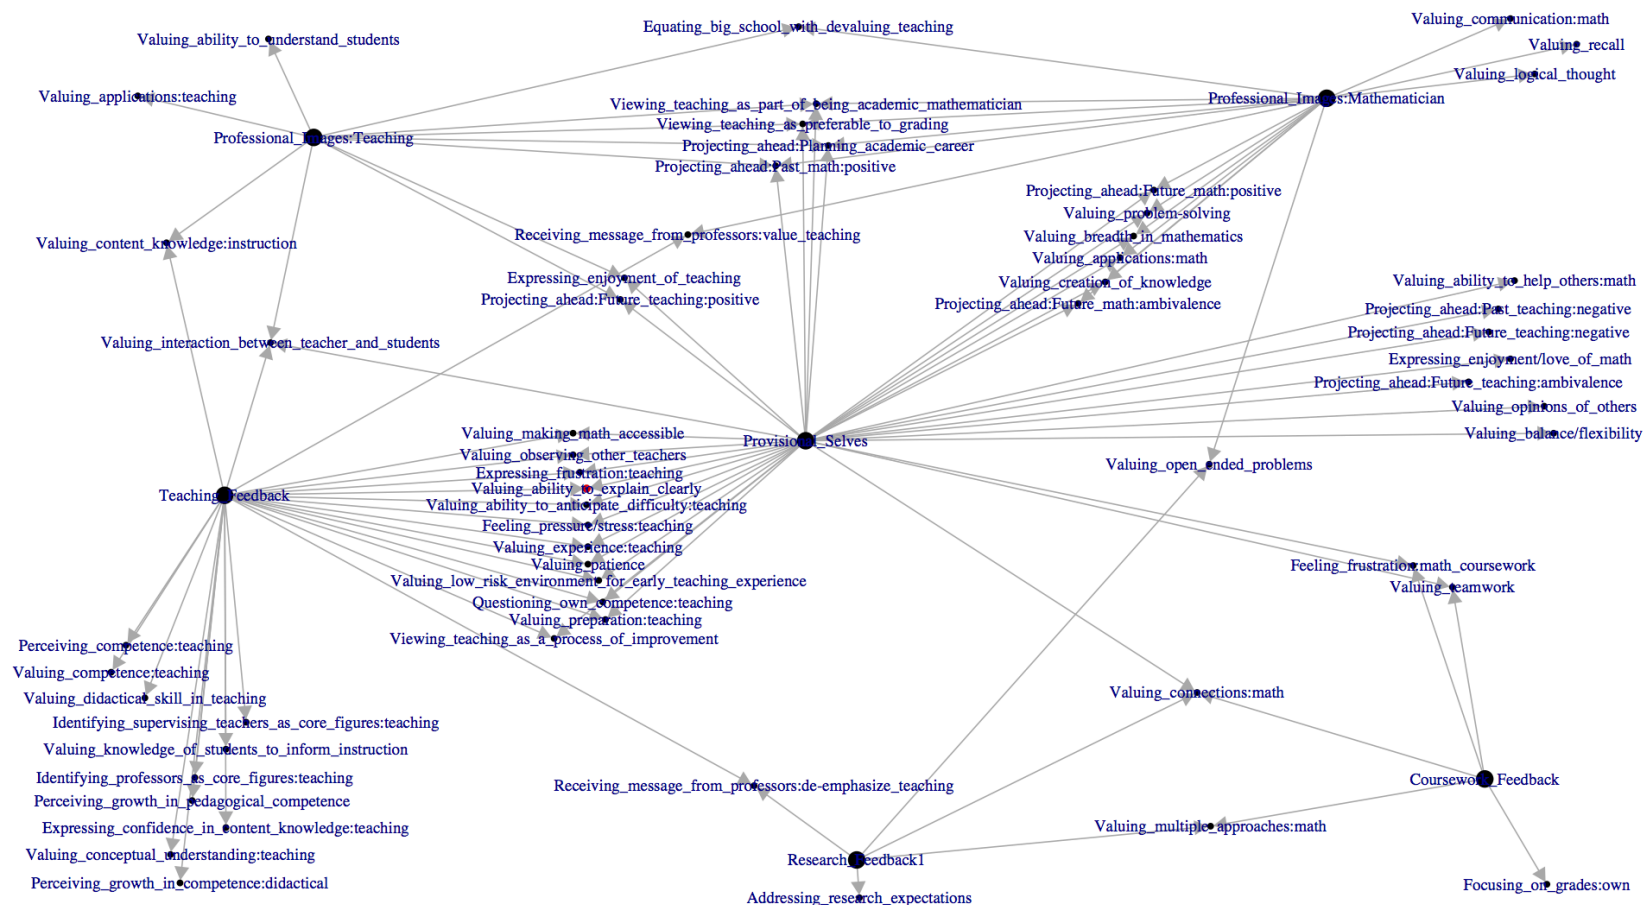 Valuing_communication:math
Equating_big_school_with_devaluing_teaching
Valuing_ability_to_understand_students
Valuing_recall
Valuing_logical_thought
Valuing_applications:teaching
Professional_Images:Mathematician
Viewing_teaching_as_part_of_being_academic_mathematician
Viewing_teaching_as_preferable_to_grading
Professional_Images:Teaching
Projecting_ahead:Planning_academic_career
Projecting_ahead:Past_math:positive
Projecting_ahead:Future_math:positive
Valuing_problem-solving
Receiving_message_from_professors:value_teaching
Valuing_breadth_in_mathematics
Valuing_content_knowledge:instruction
Valuing_applications:math
Expressing_enjoyment_of_teaching
Valuing_ability_to_help_others:math
Valuing_creation_of_knowledge
Projecting_ahead:Future_teaching:positive
Projecting_ahead:Future_math:ambivalence
Projecting_ahead:Past_teaching:negative
Projecting_ahead:Future_teaching:negative
Valuing_interaction_between_teacher_and_students
Expressing_enjoyment/love_of_math
Projecting_ahead:Future_teaching:ambivalence
Valuing_opinions_of_others
Valuing_making_math_accessible
Valuing_balance/flexibility
Provisional_Selves
Valuing_observing_other_teachers
Valuing_open_ended_problems
Expressing_frustration:teaching
Valuing_ability_to_explain_clearly
Teaching_Feedback
Valuing_ability_to_anticipate_difficulty:teaching
Feeling_pressure/stress:teaching
Valuing_experience:teaching
Valuing_patience
Feeling_frustration:math_coursework
Valuing_low_risk_environment_for_early_teaching_experience
Valuing_teamwork
Questioning_own_competence:teaching
Valuing_preparation:teaching
Viewing_teaching_as_a_process_of_improvement
Perceiving_competence:teaching
Valuing_competence:teaching
Valuing_connections:math
Valuing_didactical_skill_in_teaching
Identifying_supervising_teachers_as_core_figures:teaching
Valuing_knowledge_of_students_to_inform_instruction
Identifying_professors_as_core_figures:teaching
Coursework_Feedback
Receiving_message_from_professors:de-emphasize_teaching
Perceiving_growth_in_pedagogical_competence
Valuing_multiple_approaches:math
Expressing_confidence_in_content_knowledge:teaching
Valuing_conceptual_understanding:teaching
Research_Feedback1
Perceiving_growth_in_competence:didactical
Focusing_on_grades:own
Addressing_research_expectations